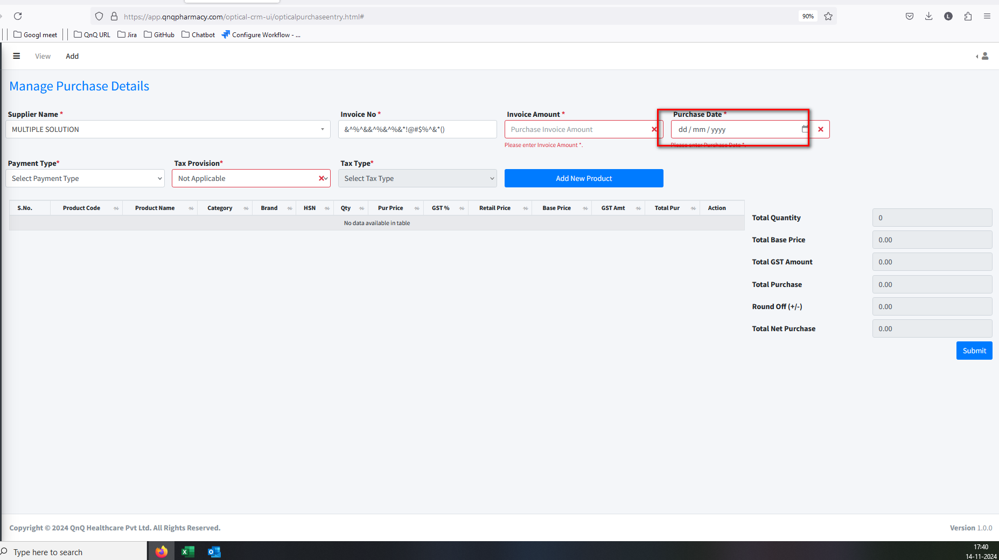 https://app.qnqpharmacy.com/optical-crm-ui/opticalpurchaseentry.html#
90%
L
Googl meet
QnQ URL
Jira
GitHub
Chatbot
Configure Workflow - ...
View
Add
Manage Purchase Details
Supplier Name *
Invoice No *
Invoice Amount *
Purchase Date *
MULTIPLE SOLUTION
&^%^&&^%&^%&*!@#$%^&*()
Purchase Invoice Amount
dd / mm / yyyy
Please enter Invoice Amount *.
Please enter Purchase Date *.
Payment Type*
Tax Provision*
Tax Type*
Select Payment Type
Not Applicable
Select Tax Type
Add New Product
S.No. Product Code Product Name Category Brand HSN Qty Pur Price GST % Retail Price Base Price GST Amt Total Pur Action
No data available in table
Total Quantity 0
Total Base Price 0.00
Total GST Amount 0.00
Total Purchase 0.00
Round Off (+/-) 0.00
Total Net Purchase 0.00
Submit
Copyright © 2024 QnQ Healthcare Pvt Ltd. All Rights Reserved.
Version 1.0.0
Type here to search
17:40
14-11-2024